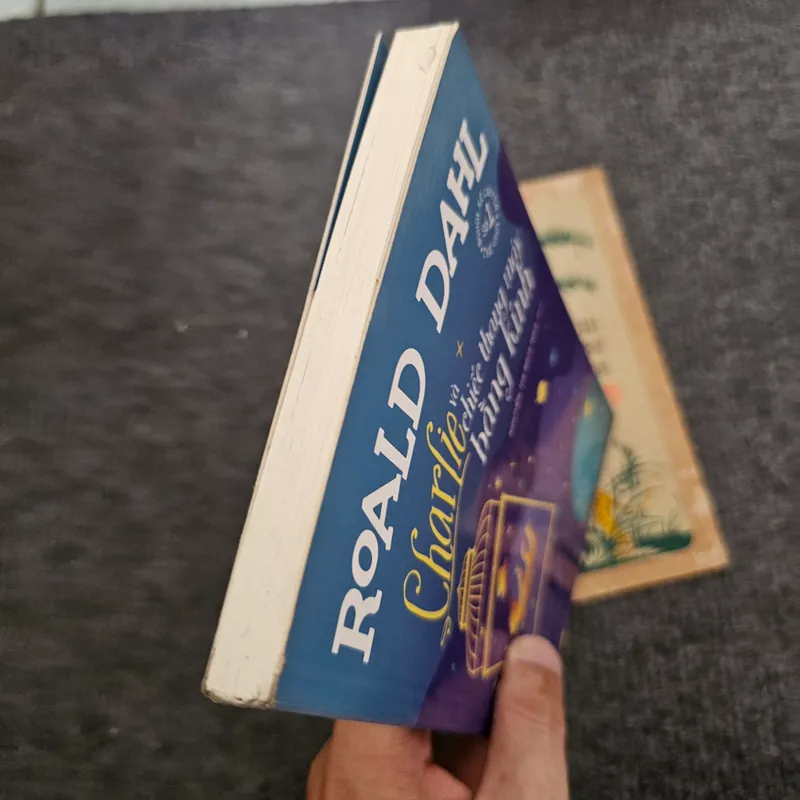 ROALD DAHL
Charlie và
chiếc thang máy
bằng kính